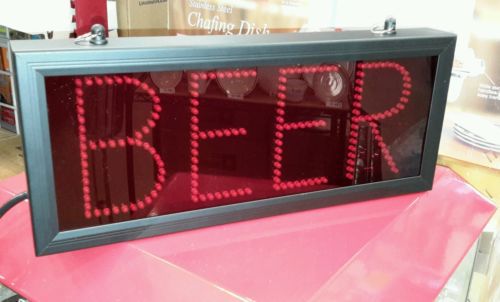 Stainless Steel
Chafing Dish
BEER